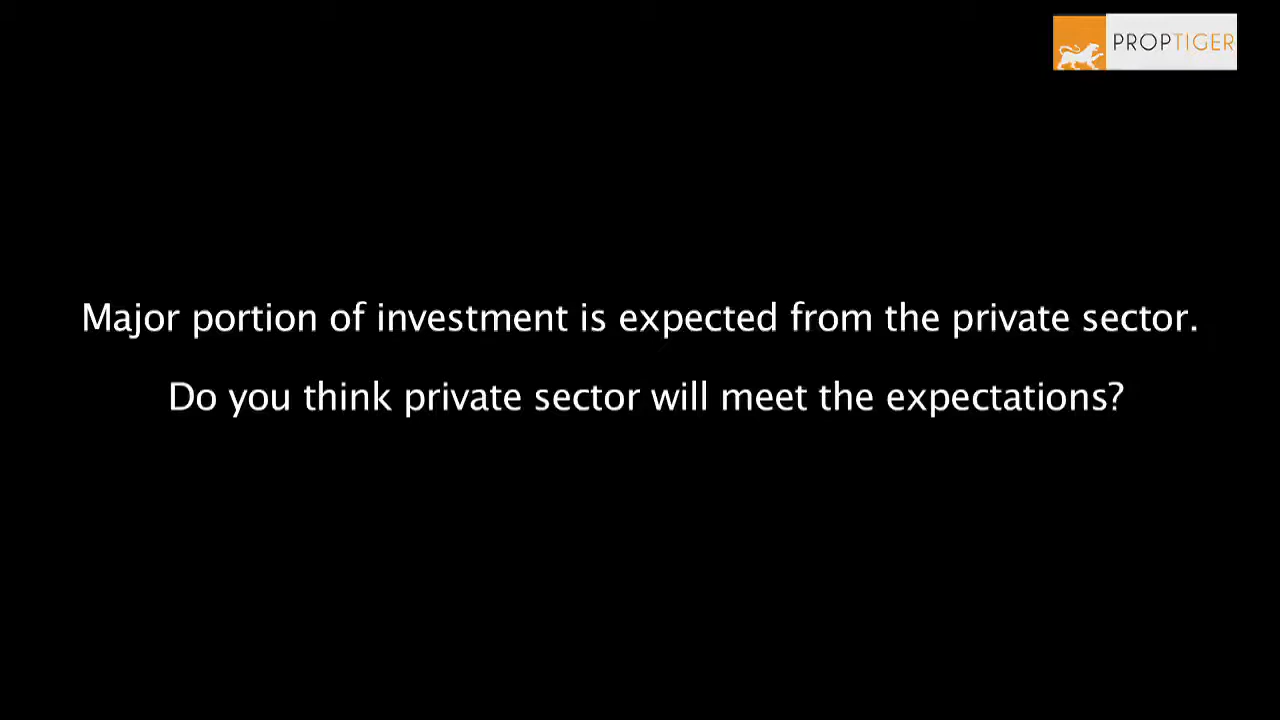 PROPTIGER
Major portion of investment is expected from the private sector.
Do you think private sector will meet the expectations?